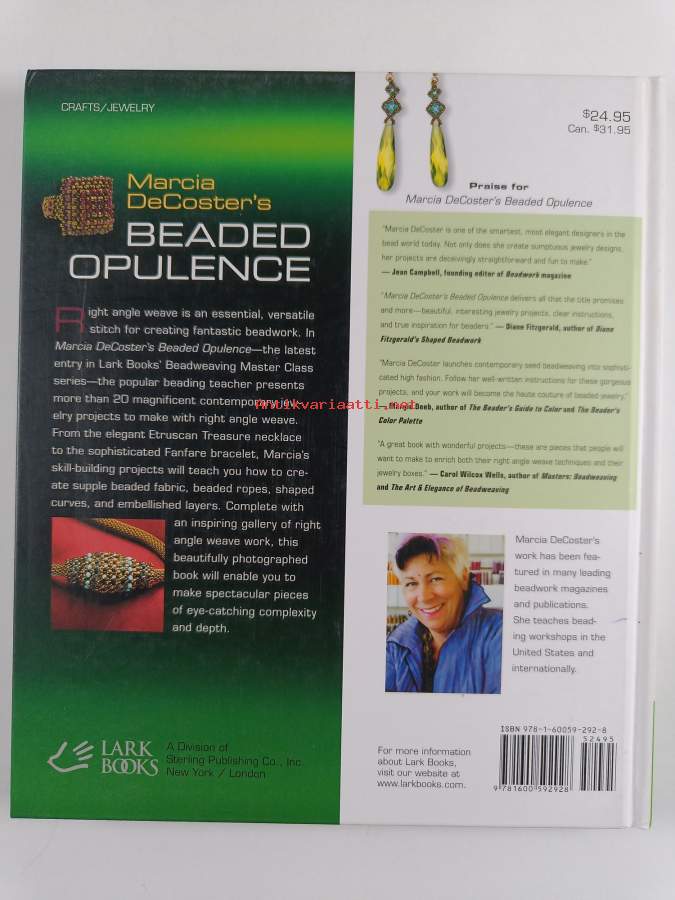 CRAFTS/JEWELRY
Marcia
DeCoster's
BEADED
OPULENCE
Right angle weave is an essential, versatile
stitch for creating fantastic beadwork. In
Marcia DeCoster's Beaded Opulence—the latest
entry in Lark Books' Beadweaving Master Class
series—the popular beading teacher presents
more than 20 magnificent contemporary jew-
elry projects to make with right angle weave.
From the elegant Etruscan Treasure necklace
to the sophisticated Fanfare bracelet, Marcia's
skill-building projects will teach you how to cre-
ate supple beaded fabric, beaded ropes, shaped
curves, and embellished layers. Complete with
an inspiring gallery of right
angle weave work, this
beautifully photographed
book will enable you to
make spectacular pieces
of eye-catching complexity
and depth.
LARK
BOOKS
A Division of
Sterling Publishing Co., Inc.
New York / London
$24.95
Can. $31.95
Praise for
Marcia DeCoster's Beaded Opulence
"Marcia DeCoster is one of the smartest, most elegant designers in the
bead world today. Not only does she create sumptuous jewelry designs,
her projects are deceivingly straightforward and fun to make."
— Jean Campbell, founding editor of Beadwork magazine
"Marcia DeCoster's Beaded Opulence delivers all that the title promises
and more—beautiful, interesting jewelry projects, clear instructions,
and true inspiration for beaders." — Diane Fitzgerald, author of Diane
Fitzgerald's Shaped Beadwork
"Marcia DeCoster launches contemporary seed beadweaving into sophisti-
cated high fashion. Follow her well-written instructions for these gorgeous
projects, and your work will become the haute couture of beaded jewelry."
— Margie Deeb, author of The Beader's Guide to Color and The Beader's
Color Palette
"A great book with wonderful projects—these are pieces that people will
want to make to enrich both their right angle weave techniques and their
jewelry boxes." — Carol Wilcox Wells, author of Masters: Beadweaving
and The Art & Elegance of Beadweaving
Marcia DeCoster's
work has been fea-
tured in many leading
beadwork magazines
and publications.
She teaches bead-
ing workshops in the
United States and
internationally.
For more information
about Lark Books,
visit our website at
www.larkbooks.com.
ISBN 978-1-60059-292-8
52495
9 781600 592928
Antikvariaatti.net